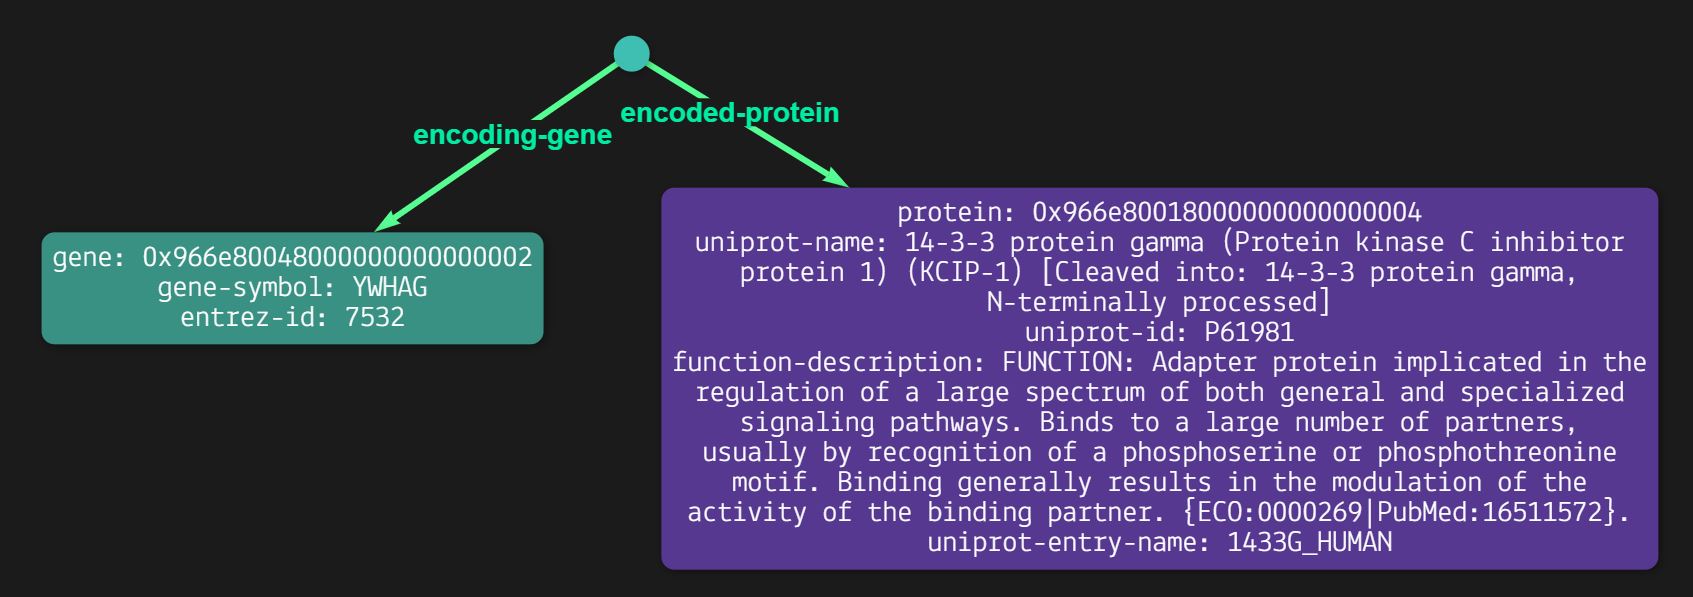 encoded-protein
encoding-gene
gene: 0x966e80048000000000000002
gene-symbol: YWHAG
entrez-id: 7532
protein: 0x966e80018000000000000004
uniprot-name: 14-3-3 protein gamma (Protein kinase C inhibitor
protein 1) (KCIP-1) [Cleaved into: 14-3-3 protein gamma,
N-terminally processed]
uniprot-id: P61981
function-description: FUNCTION: Adapter protein implicated in the
regulation of a large spectrum of both general and specialized
signaling pathways. Binds to a large number of partners,
usually by recognition of a phosphoserine or phosphothreonine
motif. Binding generally results in the modulation of the
activity of the binding partner. {ECO:0000269|PubMed:16511572}.
uniprot-entry-name: 1433G_HUMAN